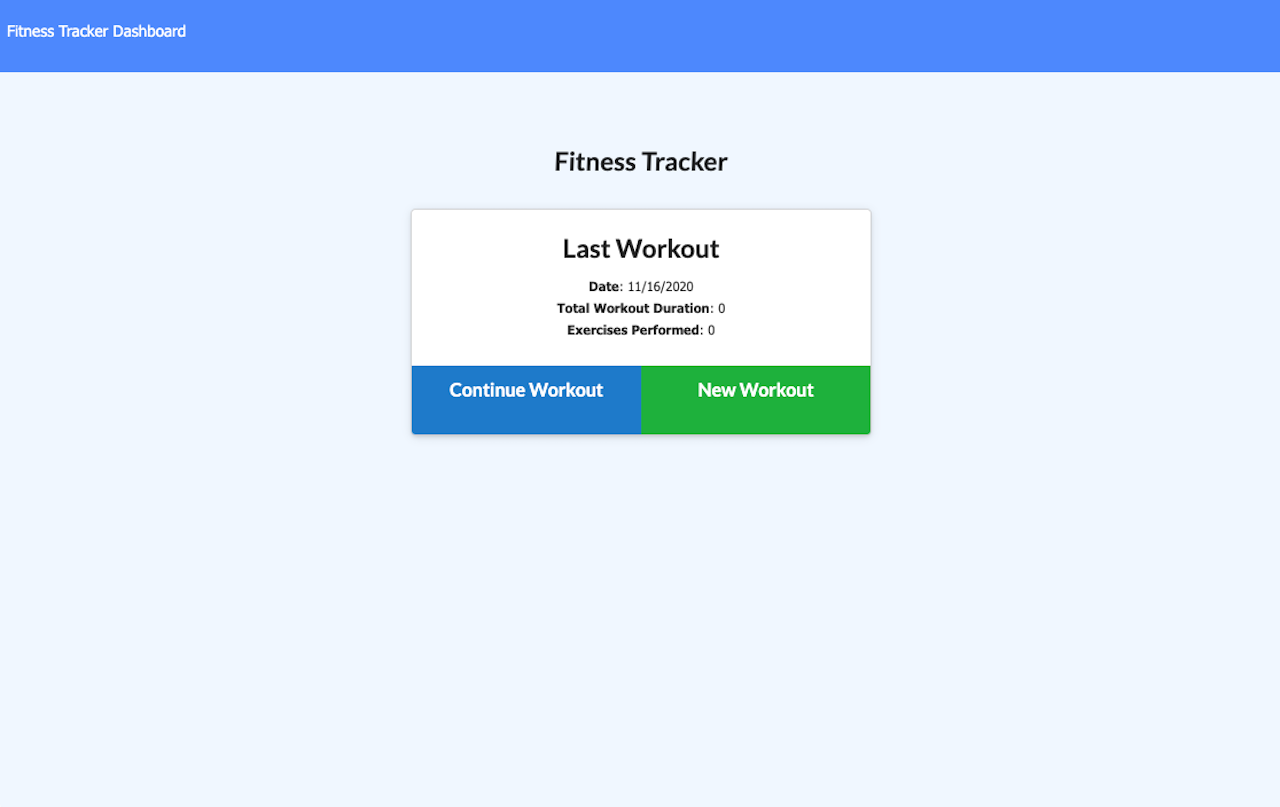 Fitness Tracker Dashboard
Fitness Tracker
Last Workout
Date: 11/16/2020
Total Workout Duration: 0
Exercises Performed: 0
Continue Workout New Workout